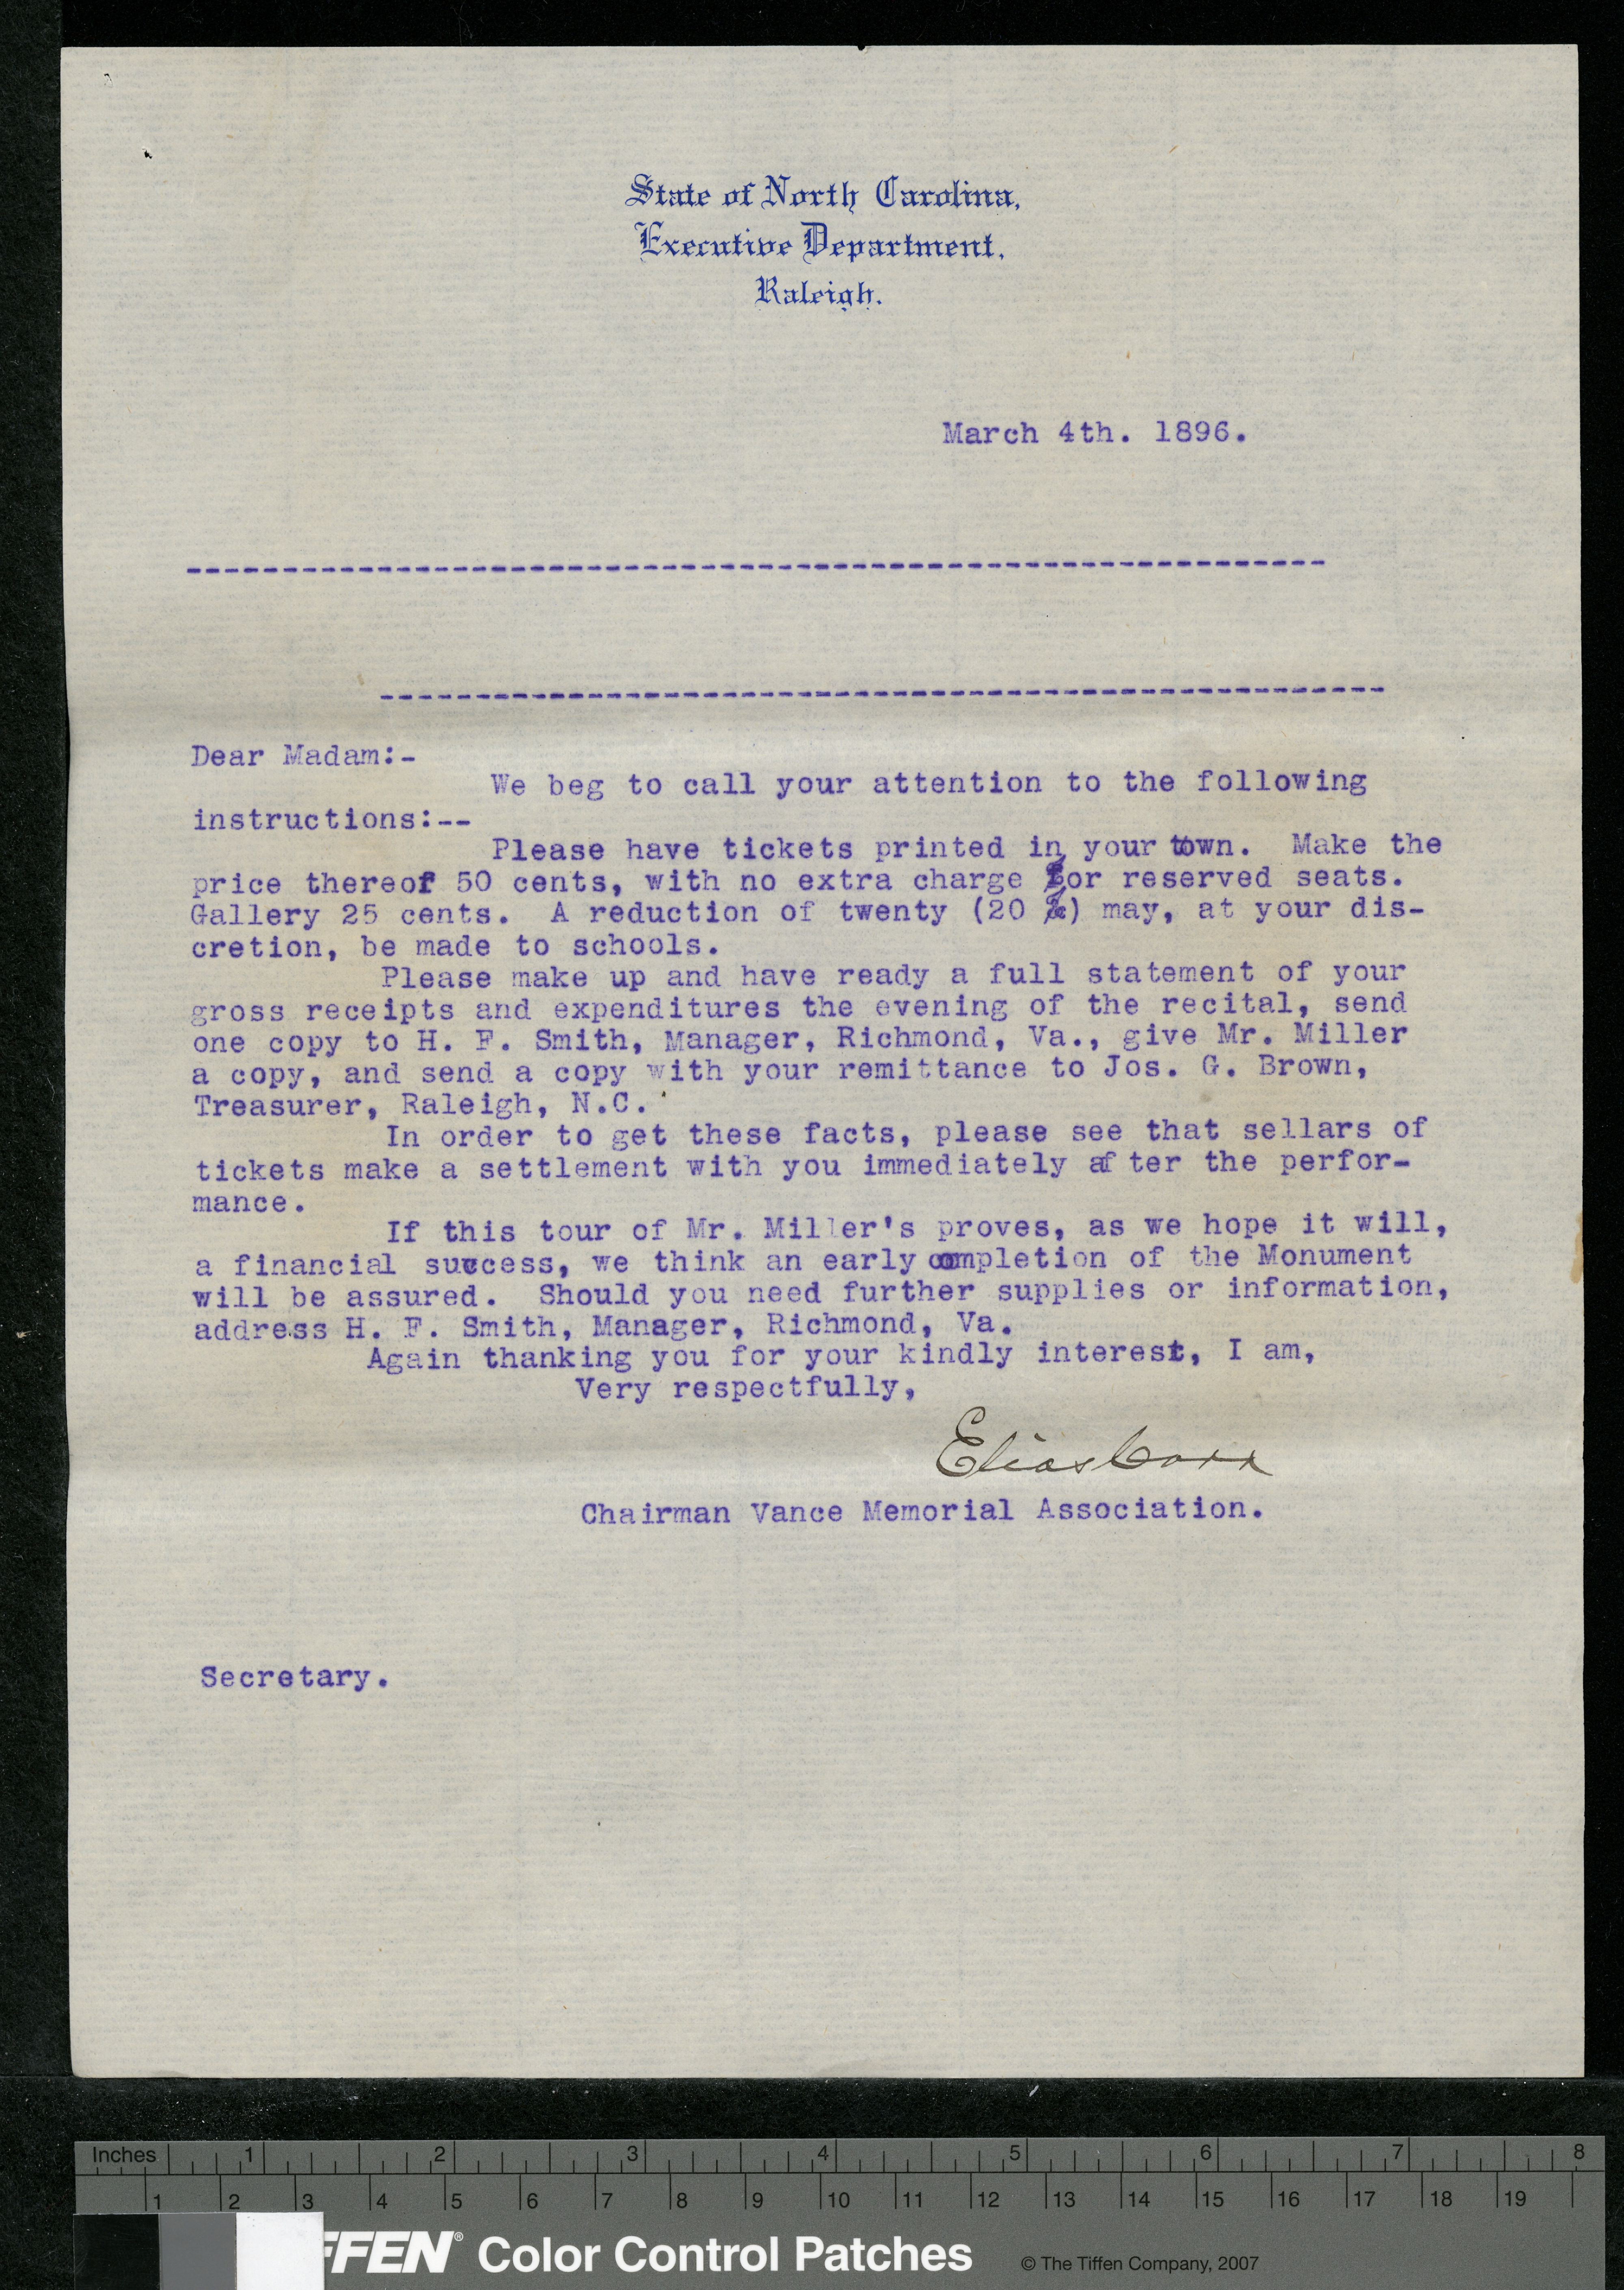 State of North Carolina,
Executive Department,
Raleigh.
March 4th. 1896.
------------------------------------------------------------
-----------------------------------------------------
Dear Madam:-
We beg to call your attention to the following
instructions:--
Please have tickets printed in your town.  Make the
price thereof 50 cents, with no extra charge for reserved seats.
Gallery 25 cents.  A reduction of twenty (20 %) may, at your dis-
cretion, be made to schools.
Please make up and have ready a full statement of your
gross receipts and expenditures the evening of the recital, send
one copy to H. F. Smith, Manager, Richmond, Va., give Mr. Miller
a copy, and send a copy with your remittance to Jos. G. Brown,
Treasurer, Raleigh, N.C.
In order to get these facts, please see that sellars of
tickets make a settlement with you immediately af ter the perfor-
mance.
If this tour of Mr. Miller's proves, as we hope it will,
a financial success, we think an early completion of the Monument
will be assured.  Should you need further supplies or information,
address H. F. Smith, Manager, Richmond, Va.
Again thanking you for your kindly interest, I am,
Very respectfully,
Elias Carr
Chairman Vance Memorial Association.
Secretary.
Inches 1 2 3 4 5 6 7 8
1 2 3 4 5 6 7 8 9 10 11 12 13 14 15 16 17 18 19
FFEN® Color Control Patches © The Tiffen Company, 2007